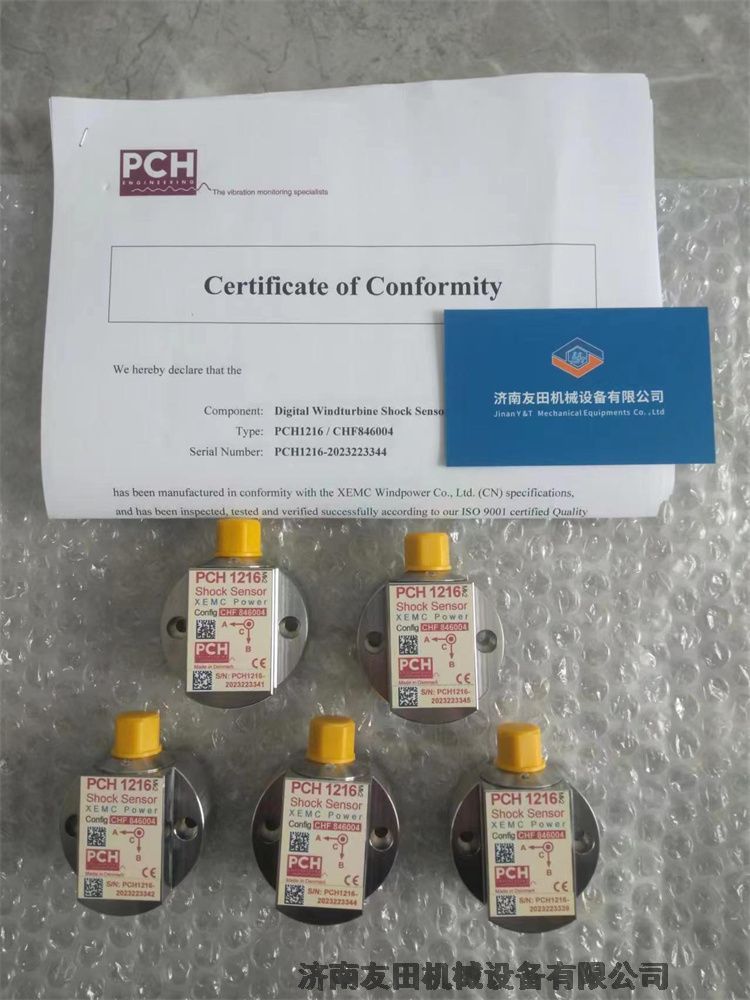 PCH
ENGINEERING
The vibration monitoring specialists
Certificate of Conformity
We hereby declare that the
Component: Digital Windturbine Shock Senso
Type: PCH1216 / CHF846004
Serial Number: PCH1216-2023223344
has been manufactured in conformity with the XEMC Windpower Co., Ltd. (CN) specifications,
and has been inspected, tested and verified successfully according to our ISO 9001 certified Quality
济南友田机械设备有限公司
Jinan Y&T Mechanical Equipments Co.,Ltd
PCH 1216
Shock Sensor
XEMC Power
Config CHF 846004
A
C
B
PCH
CE
Made in Denmark
S/N: PCH1216-
2023223341
PCH 1216
Shock Sensor
XEMC Power
Config CHF 846004
A
C
B
PCH
CE
Made in Denmark
S/N: PCH1216-
2023223345
PCH 1216
Shock Sensor
XEMC Power
Config CHF 846004
A
C
B
PCH
CE
Made in Denmark
S/N: PCH1216-
2023223342
PCH 1216
Shock Sensor
XEMC Power
Config CHF 846004
A
C
B
PCH
CE
Made in Denmark
S/N: PCH1216-
2023223344
PCH 1216
Shock Sensor
XEMC Power
Config CHF 846004
A
C
B
PCH
CE
Made in Denmark
S/N: PCH1216-
济南友田机械设备有限公司